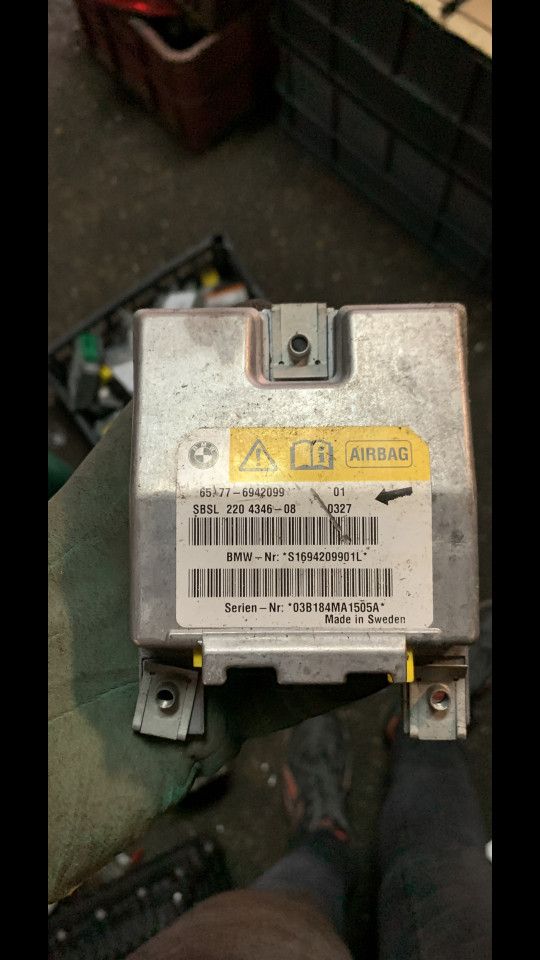 AIRBAG
65.77-6942099 01
SBSL 220 4346-08 0327
BMW-Nr: *S1694209901L*
Serien-Nr: *03B184MA1505A*
Made in Sweden